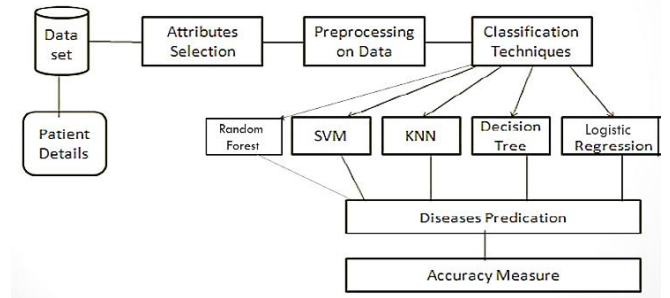 Data
set
Attributes
Selection
Preprocessing
on Data
Classification
Techniques
Patient
Details
Random
Forest
SVM
KNN
Decision
Tree
Logistic
Regression
Diseases Predication
Accuracy Measure